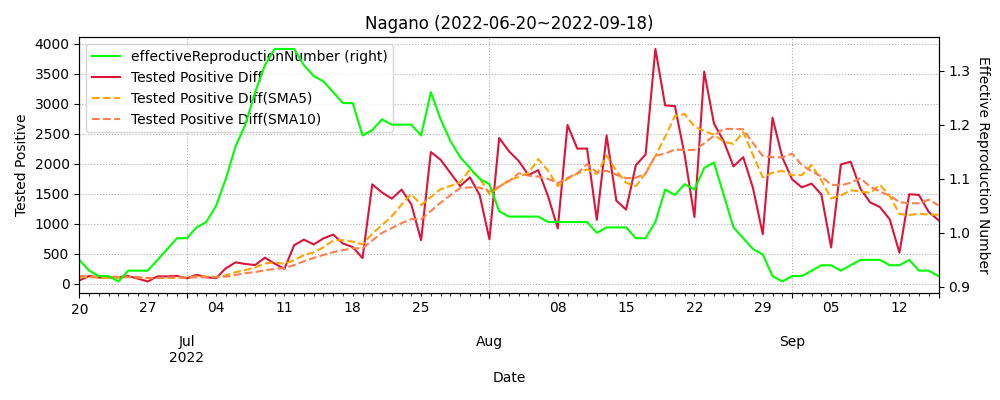 Nagano (2022-06-20~2022-09-18)
effectiveReproductionNumber (right)
Tested Positive Diff
Tested Positive Diff(SMA5)
Tested Positive Diff(SMA10)
Tested Positive
4000
3500
3000
2500
2000
1500
1000
500
0
Effective Reproduction Number
1.3
1.2
1.1
1.0
0.9
20 27 04 11 18 25 08 15 22 29 05 12
Jul Aug Sep
2022
Date